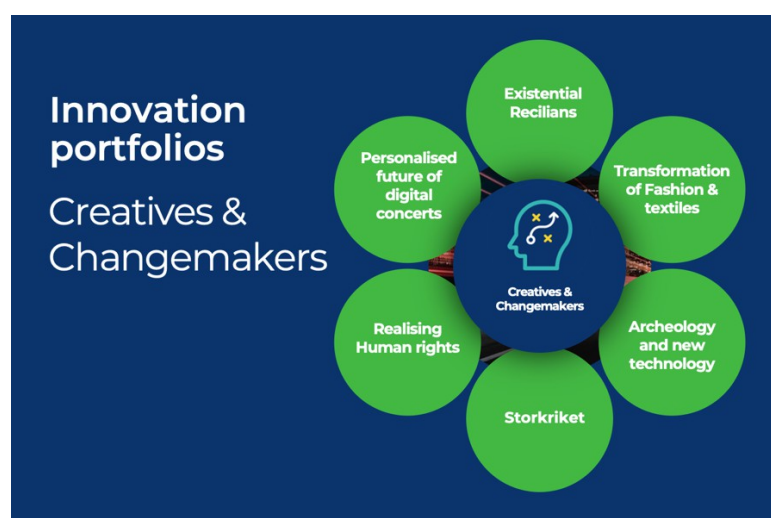 Innovation
portfolios
Creatives &
Changemakers
Existential
Recilians
Transformation
of Fashion &
textiles
Archeology
and new
technology
Storkriket
Realising
Human rights
Personalised
future of
digital
concerts
Creatives &
Changemakers